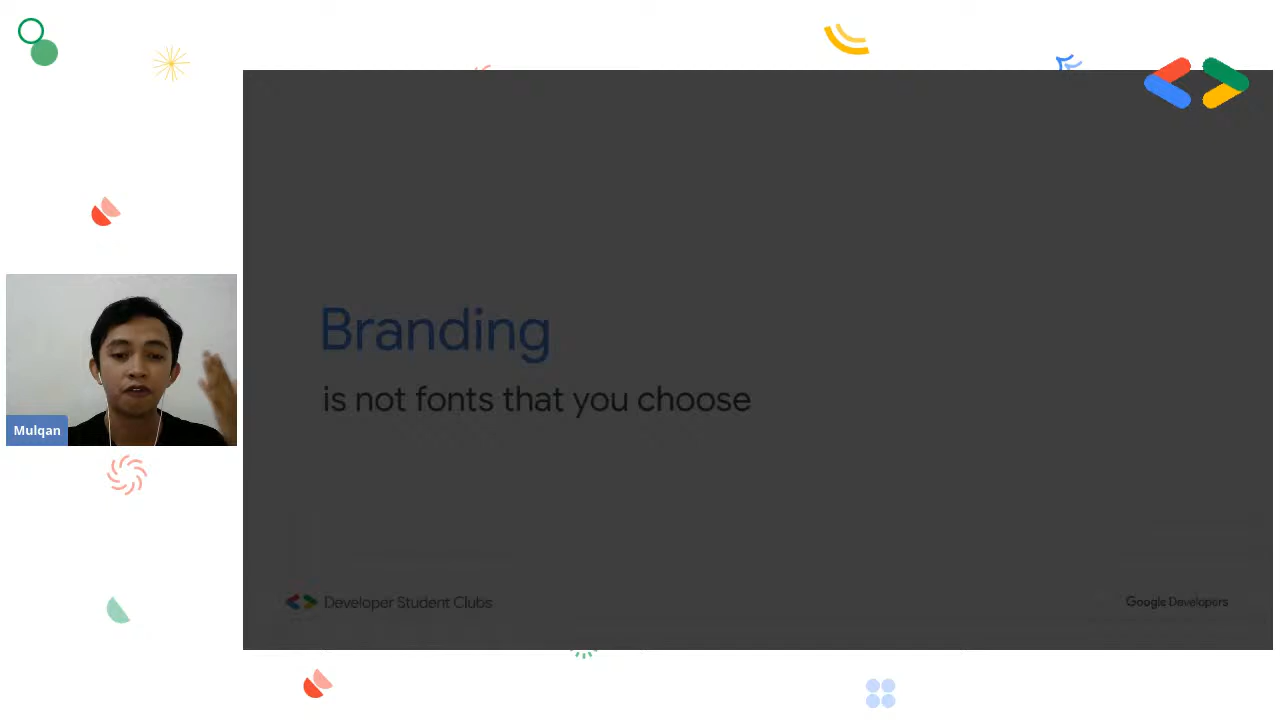 Branding
is not fonts that you choose
Mulqan
Developer Student Clubs
Google Developers